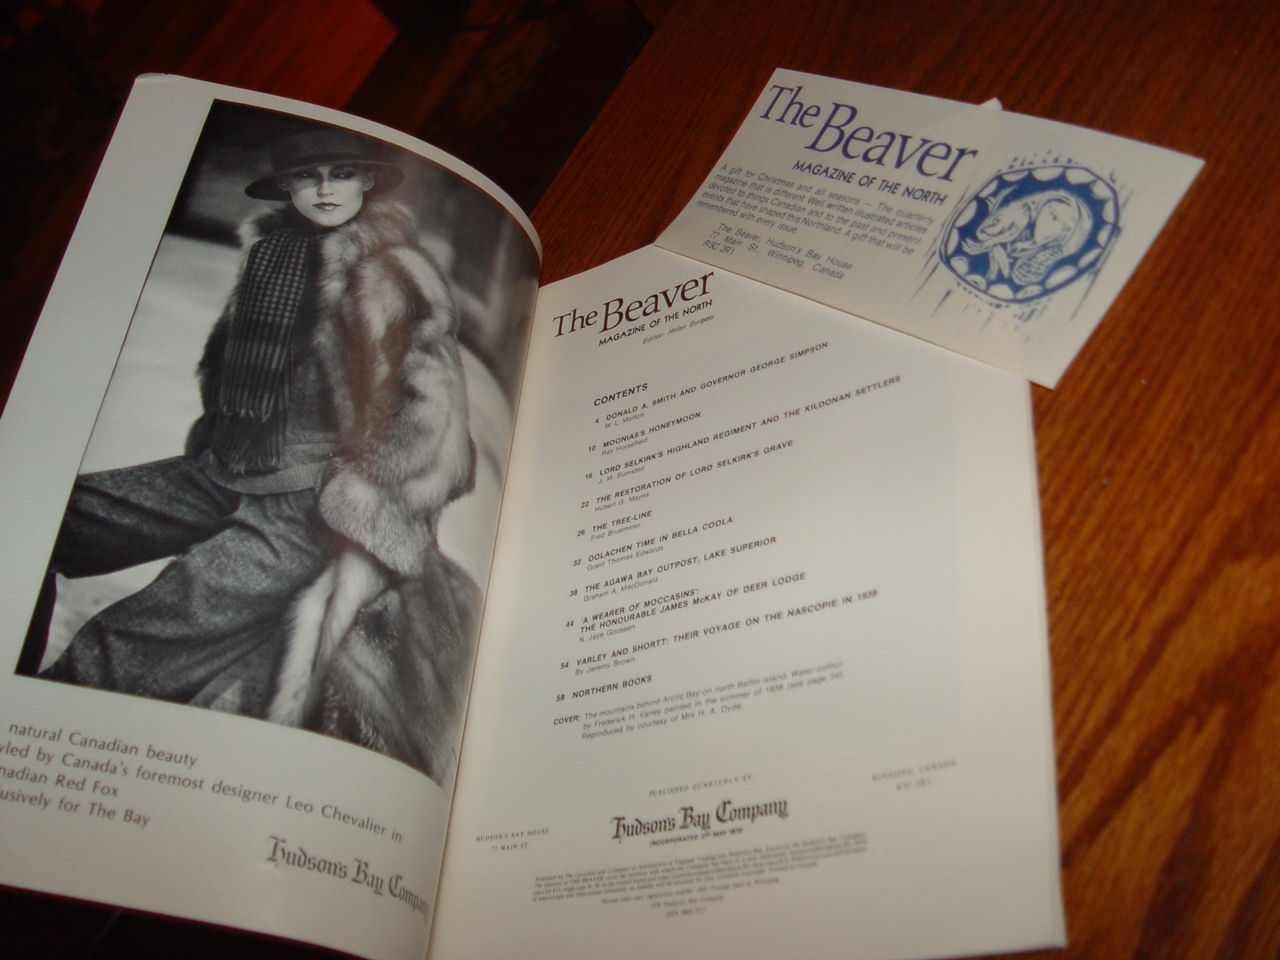 natural Canadian beauty
by Canada's foremost designer Leo Chevalier in
Red Fox
for The Bay
Hudson's Bay Company
The Beaver
MAGAZINE OF THE NORTH
Editor: Helen Burgess
CONTENTS
4 DONALD A. SMITH AND GOVERNOR GEORGE SIMPSON
W. L. Morton
10 MOONIAS'S HONEYMOON
Ray Horsefield
16 LORD SELKIRK'S HIGHLAND REGIMENT AND THE KILDONAN SETTLERS
J. M. Bumsted
22 THE RESTORATION OF LORD SELKIRK'S GRAVE
Hubert G. Mayes
26 THE TREE-LINE
Fred Bruemmer
32 OOLACHEN TIME IN BELLA COOLA
Grant Thomas Edwards
38 THE AGAWA BAY OUTPOST, LAKE SUPERIOR
Graham A. MacDonald
44 'A WEARER OF MOCCASINS':
THE HONOURABLE JAMES McKAY OF DEER LODGE
N. Jaye Goossen
54 VARLEY AND SHORTT: THEIR VOYAGE ON THE NASCOPIE IN 1938
By Jeremy Brown
58 NORTHERN BOOKS
COVER: The mountains behind Arctic Bay on north Baffin Island: Water-colour
by Frederick H. Varley painted in the summer of 1938 (see page 54).
Reproduced by courtesy of Mrs H. A. Dyde.
PUBLISHED QUARTERLY BY
HUDSON'S BAY HOUSE
77 MAIN ST.
Hudson's Bay Company
INCORPORATED 2ND MAY 1670
WINNIPEG, CANADA
R3C 2R1
The Beaver
MAGAZINE OF THE NORTH
A gift for Christmas and all seasons — The quarterly
magazine that is different. Well written illustrated articles
devoted to things Canadian and to the past and present
events that have shaped this Northland. A gift that will be
remembered with every issue.
The Beaver, Hudson's Bay House
77 Main St., Winnipeg, Canada
R3C 2R1